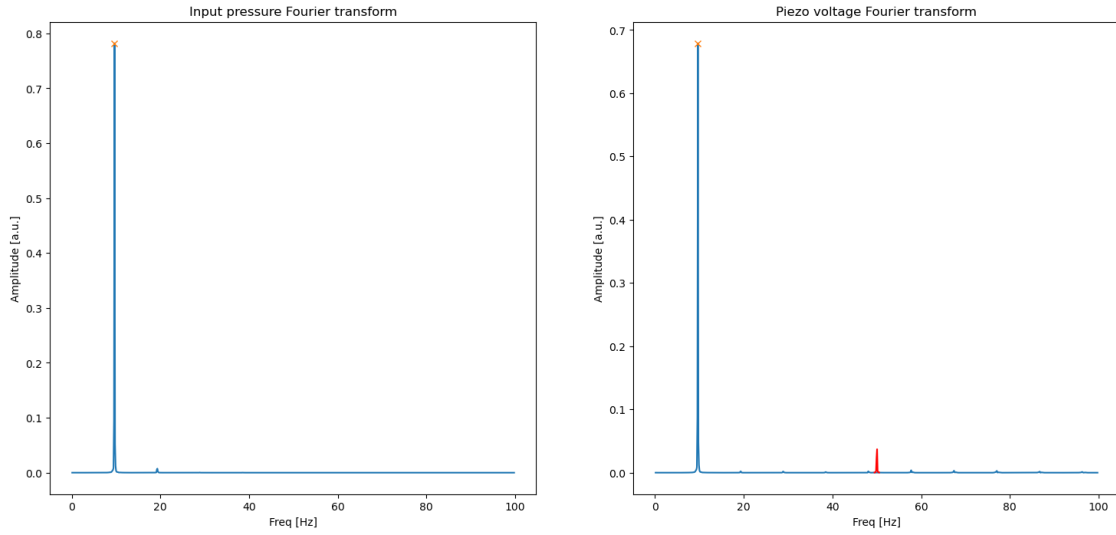 Input pressure Fourier transform
0.8
0.7
0.6
0.5
0.4
0.3
0.2
0.1
0.0
Amplitude [a.u.]
0 20 40 60 80 100
Freq [Hz]
Piezo voltage Fourier transform
0.7
0.6
0.5
0.4
0.3
0.2
0.1
0.0
Amplitude [a.u.]
0 20 40 60 80 100
Freq [Hz]